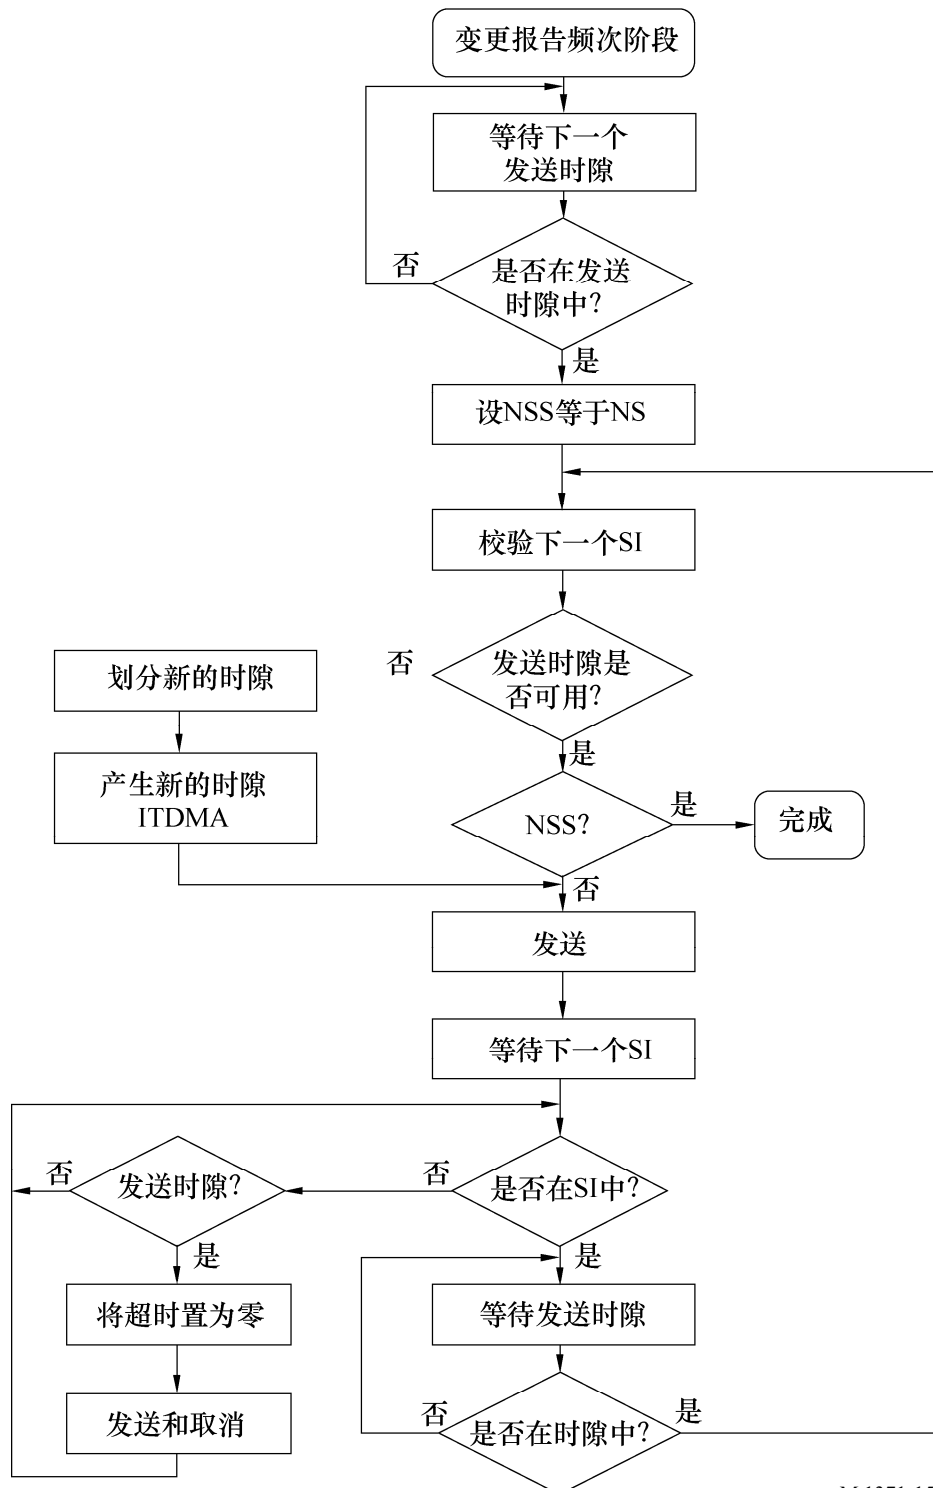 变更报告频次阶段
等待下一个
发送时隙
否
是否在发送
时隙中？
是
设NSS等于NS
校验下一个SI
否
发送时隙是
否可用？
划分新的时隙
是
产生新的时隙
ITDMA
NSS？
是
完成
否
发送
等待下一个SI
否
发送时隙？
否
是否在SI中？
是
是
将超时置为零
等待发送时隙
发送和取消
否
是否在时隙中？
是